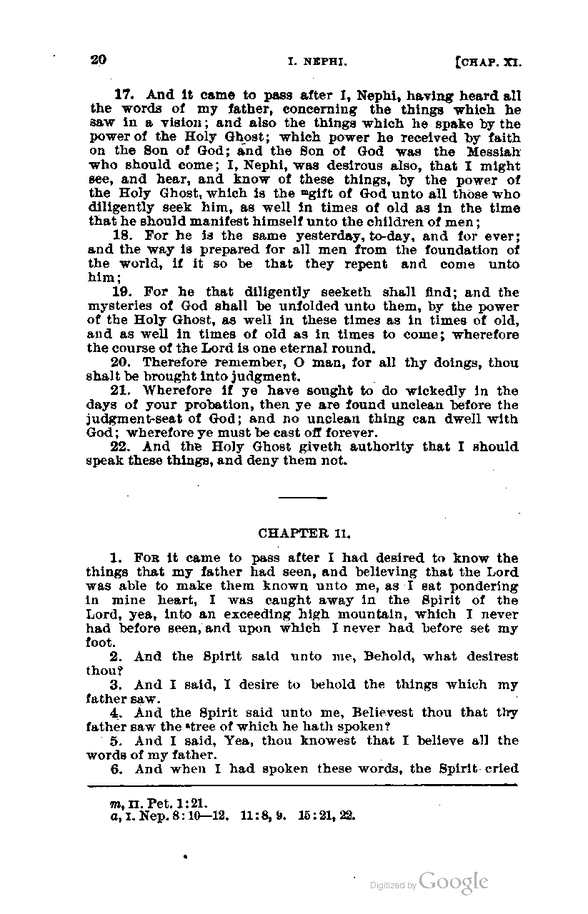 20 I. NEPHI. [CHAP. XI.
17. And it came to pass after I, Nephi, having heard all
the words of my father, concerning the things which he
saw in a vision; and also the things which he spake by the
power of the Holy Ghost; which power he received by faith
on the Son of God; and the Son of God was the Messiah
who should come; I, Nephi, was desirous also, that I might
see, and hear, and know of these things, by the power of
the Holy Ghost, which is the ᵐgift of God unto all those who
diligently seek him, as well in times of old as in the time
that he should manifest himself unto the children of men;
18. For he is the same yesterday, to-day, and for ever;
and the way is prepared for all men from the foundation of
the world, if it so be that they repent and come unto
him;
19. For he that diligently seeketh shall find; and the
mysteries of God shall be unfolded unto them, by the power
of the Holy Ghost, as well in these times as in times of old,
and as well in times of old as in times to come; wherefore
the course of the Lord is one eternal round.
20. Therefore remember, O man, for all thy doings, thou
shalt be brought into judgment.
21. Wherefore if ye have sought to do wickedly in the
days of your probation, then ye are found unclean before the
judgment-seat of God; and no unclean thing can dwell with
God; wherefore ye must be cast off forever.
22. And the Holy Ghost giveth authority that I should
speak these things, and deny them not.
CHAPTER 11.
1. FOR it came to pass after I had desired to know the
things that my father had seen, and believing that the Lord
was able to make them known unto me, as I sat pondering
in mine heart, I was caught away in the Spirit of the
Lord, yea, into an exceeding high mountain, which I never
had before seen, and upon which I never had before set my
foot.
2. And the Spirit said unto me, Behold, what desirest
thou?
3. And I said, I desire to behold the things which my
father saw.
4. And the Spirit said unto me, Believest thou that thy
father saw the ᵃtree of which he hath spoken?
5. And I said, Yea, thou knowest that I believe all the
words of my father.
6. And when I had spoken these words, the Spirit cried
m, II. Pet. 1:21.
a, I. Nep. 8:10—12. 11:8, 9. 15:21, 22.
Digitized by Google